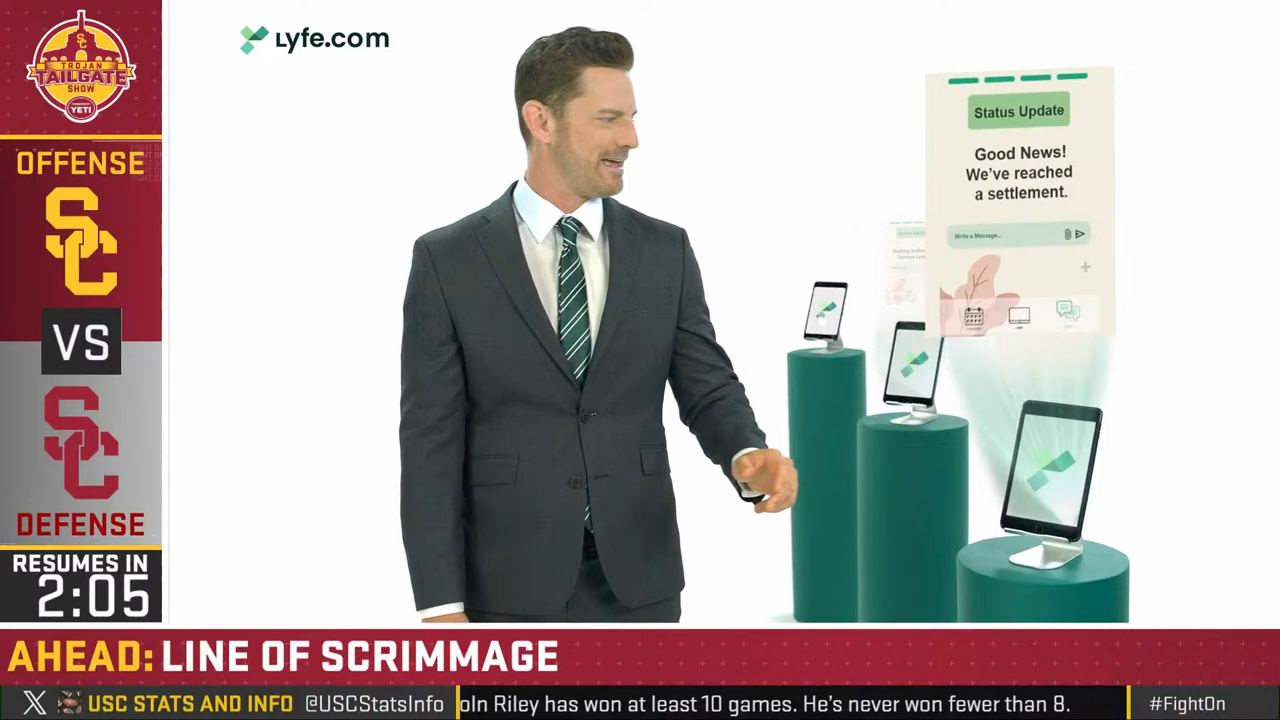 TROJAN
TAILGATE
SHOW
YETI
OFFENSE
SC
VS
SC
DEFENSE
RESUMES IN
2:05
Lyfe.com
Status Update
Good News!
We've reached
a settlement.
Write a Message...
AHEAD: LINE OF SCRIMMAGE
X USC STATS AND INFO @USCStatsInfo oln Riley has won at least 10 games. He's never won fewer than 8. #FightOn